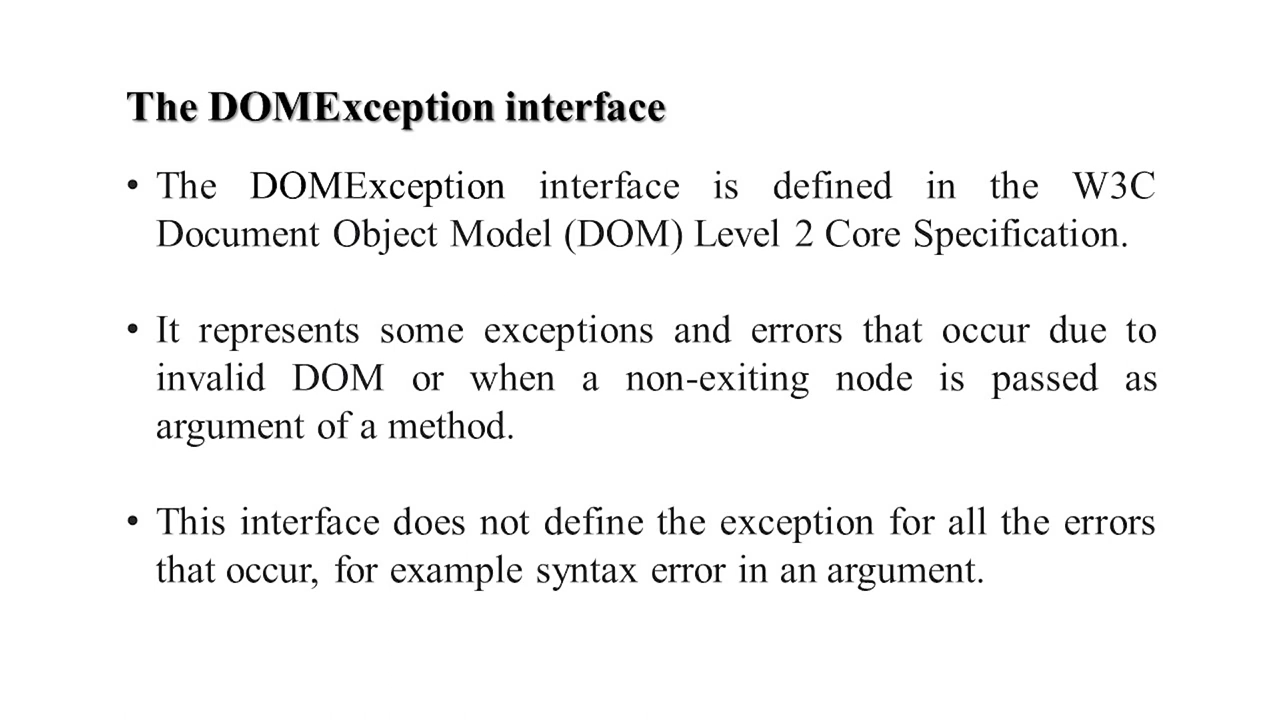 The DOMException interface
• The DOMException interface is defined in the W3C
Document Object Model (DOM) Level 2 Core Specification.
• It represents some exceptions and errors that occur due to
invalid DOM or when a non-exiting node is passed as
argument of a method.
• This interface does not define the exception for all the errors
that occur, for example syntax error in an argument.